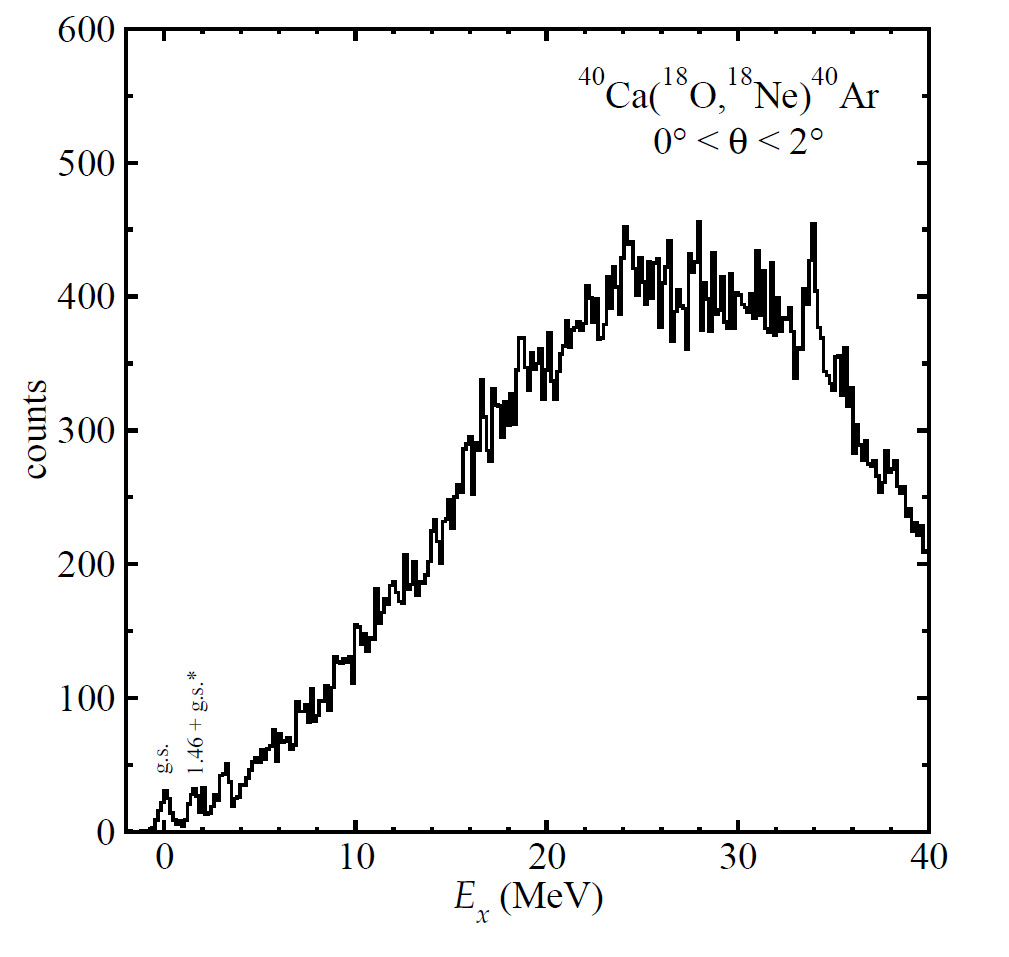 600
500
400
300
200
100
0
counts
⁴⁰Ca(¹⁸O,¹⁸Ne)⁴⁰Ar
0° < θ < 2°
g.s.
1.46 + g.s.*
0 10 20 30 40
Eₓ (MeV)